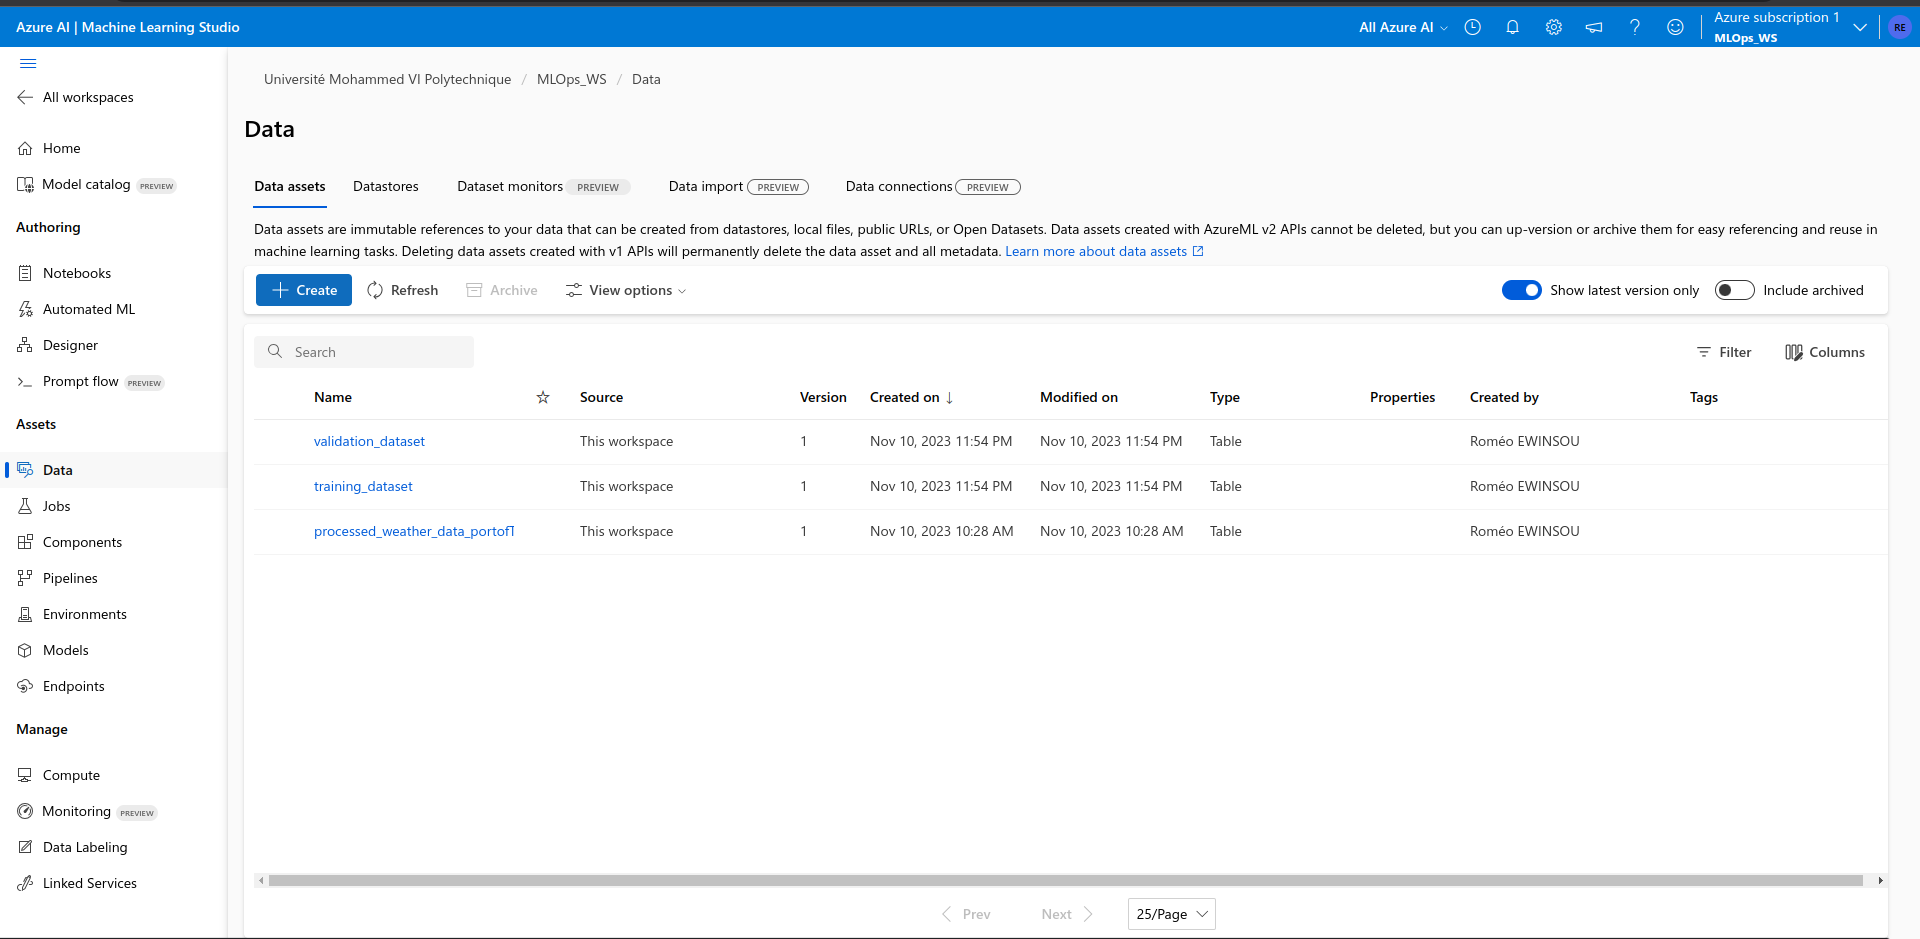 Azure AI | Machine Learning Studio
All Azure AI
Azure subscription 1
MLOps_WS
RE
All workspaces
Home
Model catalog PREVIEW
Authoring
Notebooks
Automated ML
Designer
Prompt flow PREVIEW
Assets
Data
Jobs
Components
Pipelines
Environments
Models
Endpoints
Manage
Compute
Monitoring PREVIEW
Data Labeling
Linked Services
Université Mohammed VI Polytechnique / MLOps_WS / Data
Data
Data assets Datastores Dataset monitors PREVIEW Data import PREVIEW Data connections PREVIEW
Data assets are immutable references to your data that can be created from datastores, local files, public URLs, or Open Datasets. Data assets created with AzureML v2 APIs cannot be deleted, but you can up-version or archive them for easy referencing and reuse in
machine learning tasks. Deleting data assets created with v1 APIs will permanently delete the data asset and all metadata. Learn more about data assets
Create Refresh Archive View options Show latest version only Include archived
Search Filter Columns
Name Source Version Created on ↓ Modified on Type Properties Created by Tags
validation_dataset This workspace 1 Nov 10, 2023 11:54 PM Nov 10, 2023 11:54 PM Table Roméo EWINSOU
training_dataset This workspace 1 Nov 10, 2023 11:54 PM Nov 10, 2023 11:54 PM Table Roméo EWINSOU
processed_weather_data_portofT This workspace 1 Nov 10, 2023 10:28 AM Nov 10, 2023 10:28 AM Table Roméo EWINSOU
Prev Next 25/Page